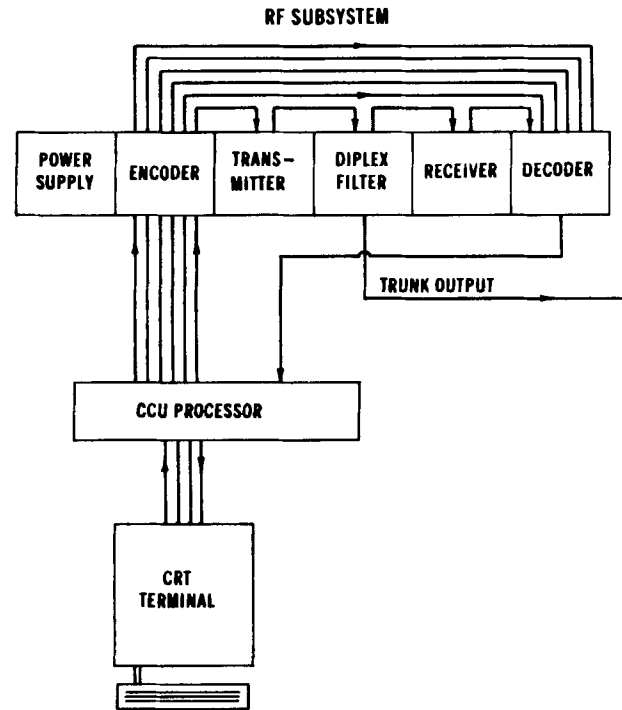 RF SUBSYSTEM
POWER
SUPPLY
ENCODER
TRANS-
MITTER
DIPLEX
FILTER
RECEIVER
DECODER
TRUNK OUTPUT
CCU PROCESSOR
CRT
TERMINAL